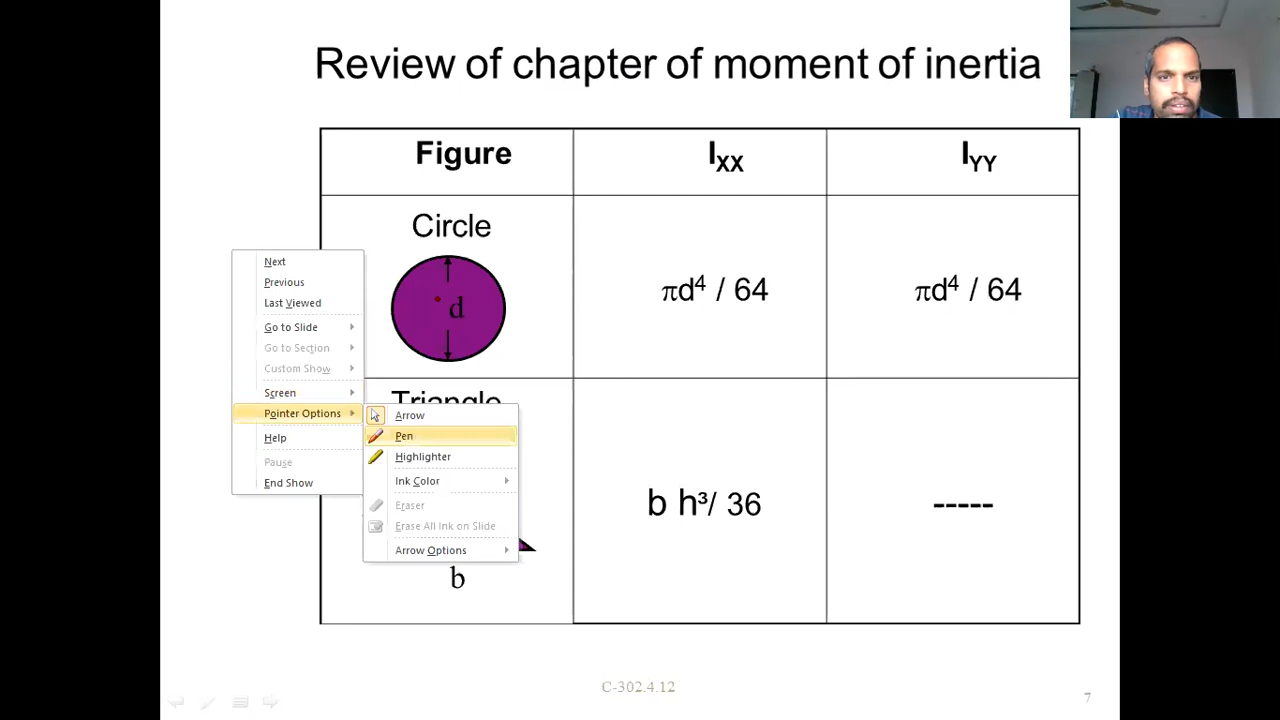 Review of chapter of moment of inertia
Figure IXX IYY
Circle
d
πd4 / 64 πd4 / 64
Next
Previous
Last Viewed
Go to Slide
Go to Section
Custom Show
Screen
Pointer Options
Help
Pause
End Show
Triangle
Arrow
Pen
Highlighter
Ink Color
Eraser
Erase All Ink on Slide
Arrow Options
b
b h3/ 36 -----
C-302.4.12
7